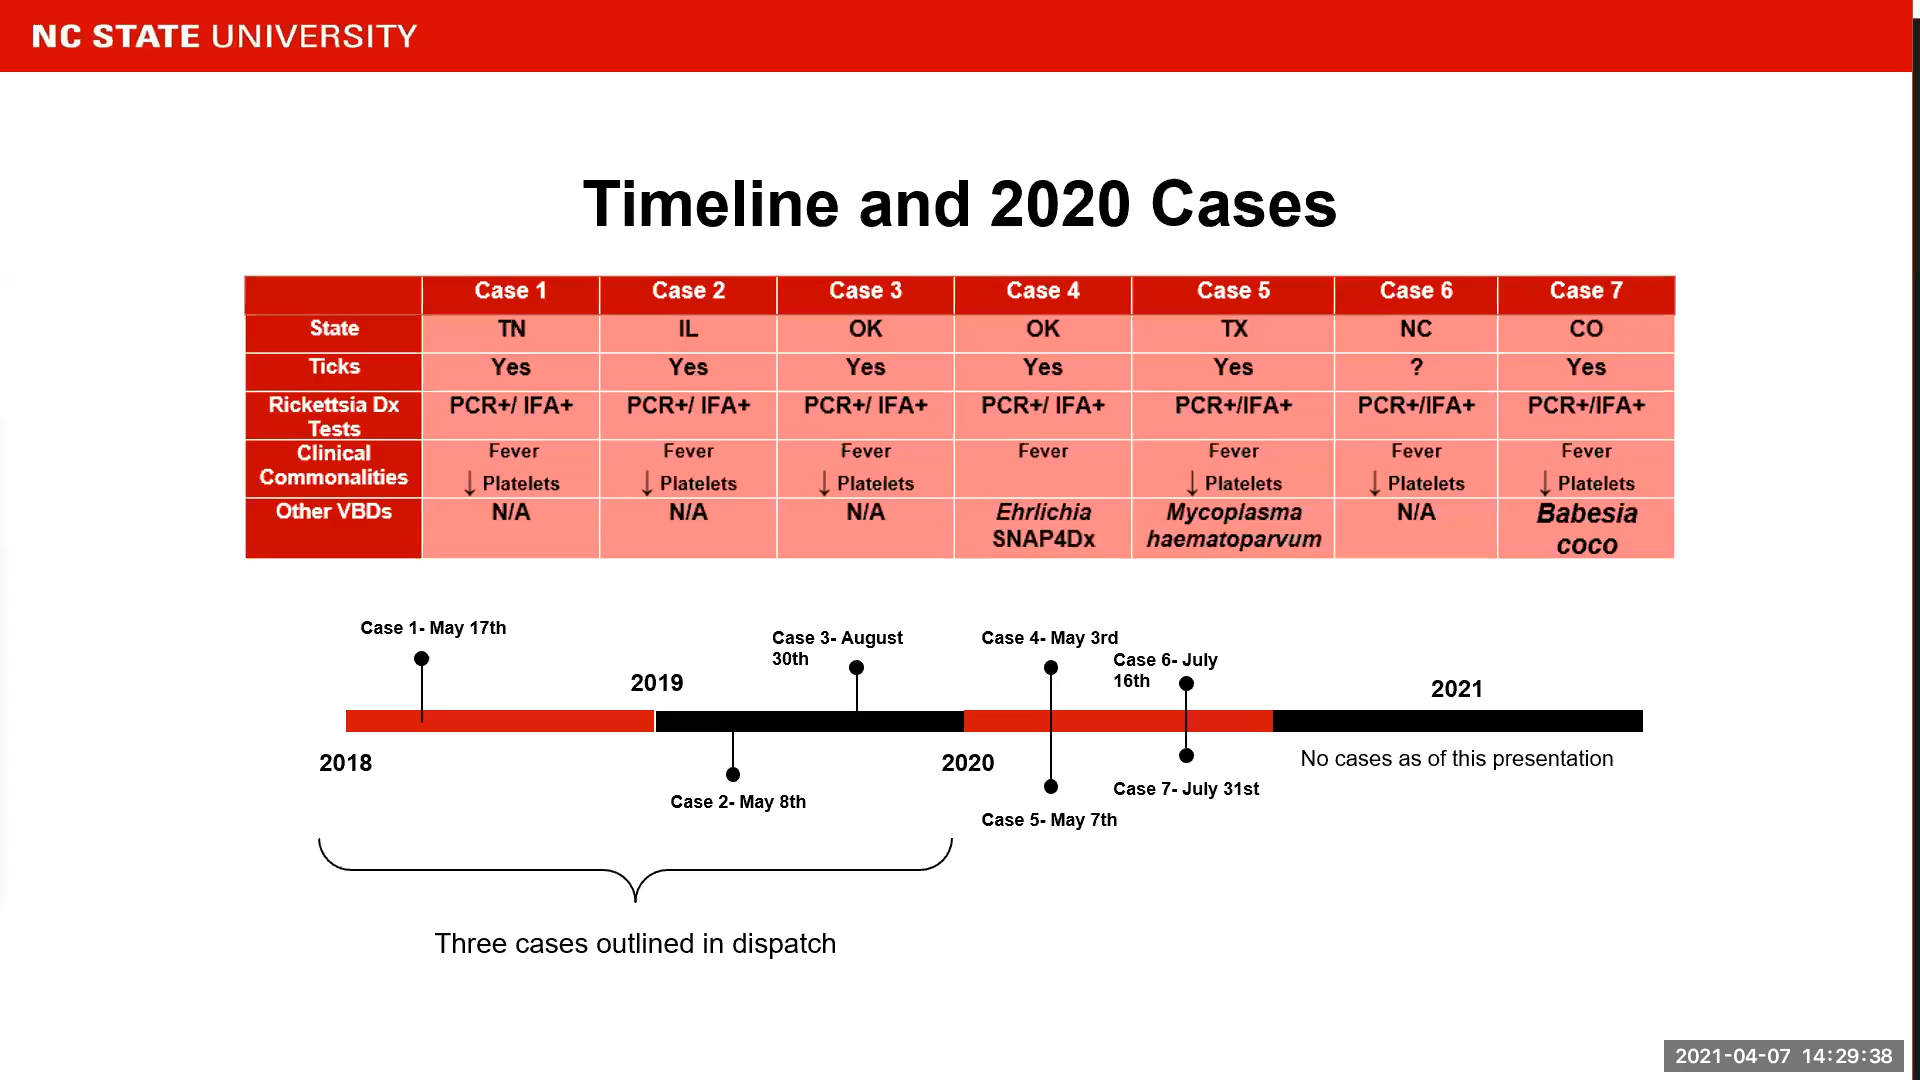 NC STATE UNIVERSITY
Timeline and 2020 Cases
Case 1 Case 2 Case 3 Case 4 Case 5 Case 6 Case 7
State TN IL OK OK TX NC CO
Ticks Yes Yes Yes Yes Yes ? Yes
Rickettsia Dx PCR+/ IFA+ PCR+/ IFA+ PCR+/ IFA+ PCR+/ IFA+ PCR+/IFA+ PCR+/IFA+ PCR+/IFA+
Tests
Clinical Fever Fever Fever Fever Fever Fever Fever
Commonalities ↓ Platelets ↓ Platelets ↓ Platelets ↓ Platelets ↓ Platelets ↓ Platelets
Other VBDs N/A N/A N/A Ehrlichia Mycoplasma N/A Babesia
SNAP4Dx haematoparvum coco
Case 1- May 17th
Case 3- August
30th
Case 4- May 3rd
Case 6- July
16th
2019
2021
2018
2020
No cases as of this presentation
Case 2- May 8th
Case 7- July 31st
Case 5- May 7th
Three cases outlined in dispatch
2021-04-07 14:29:38